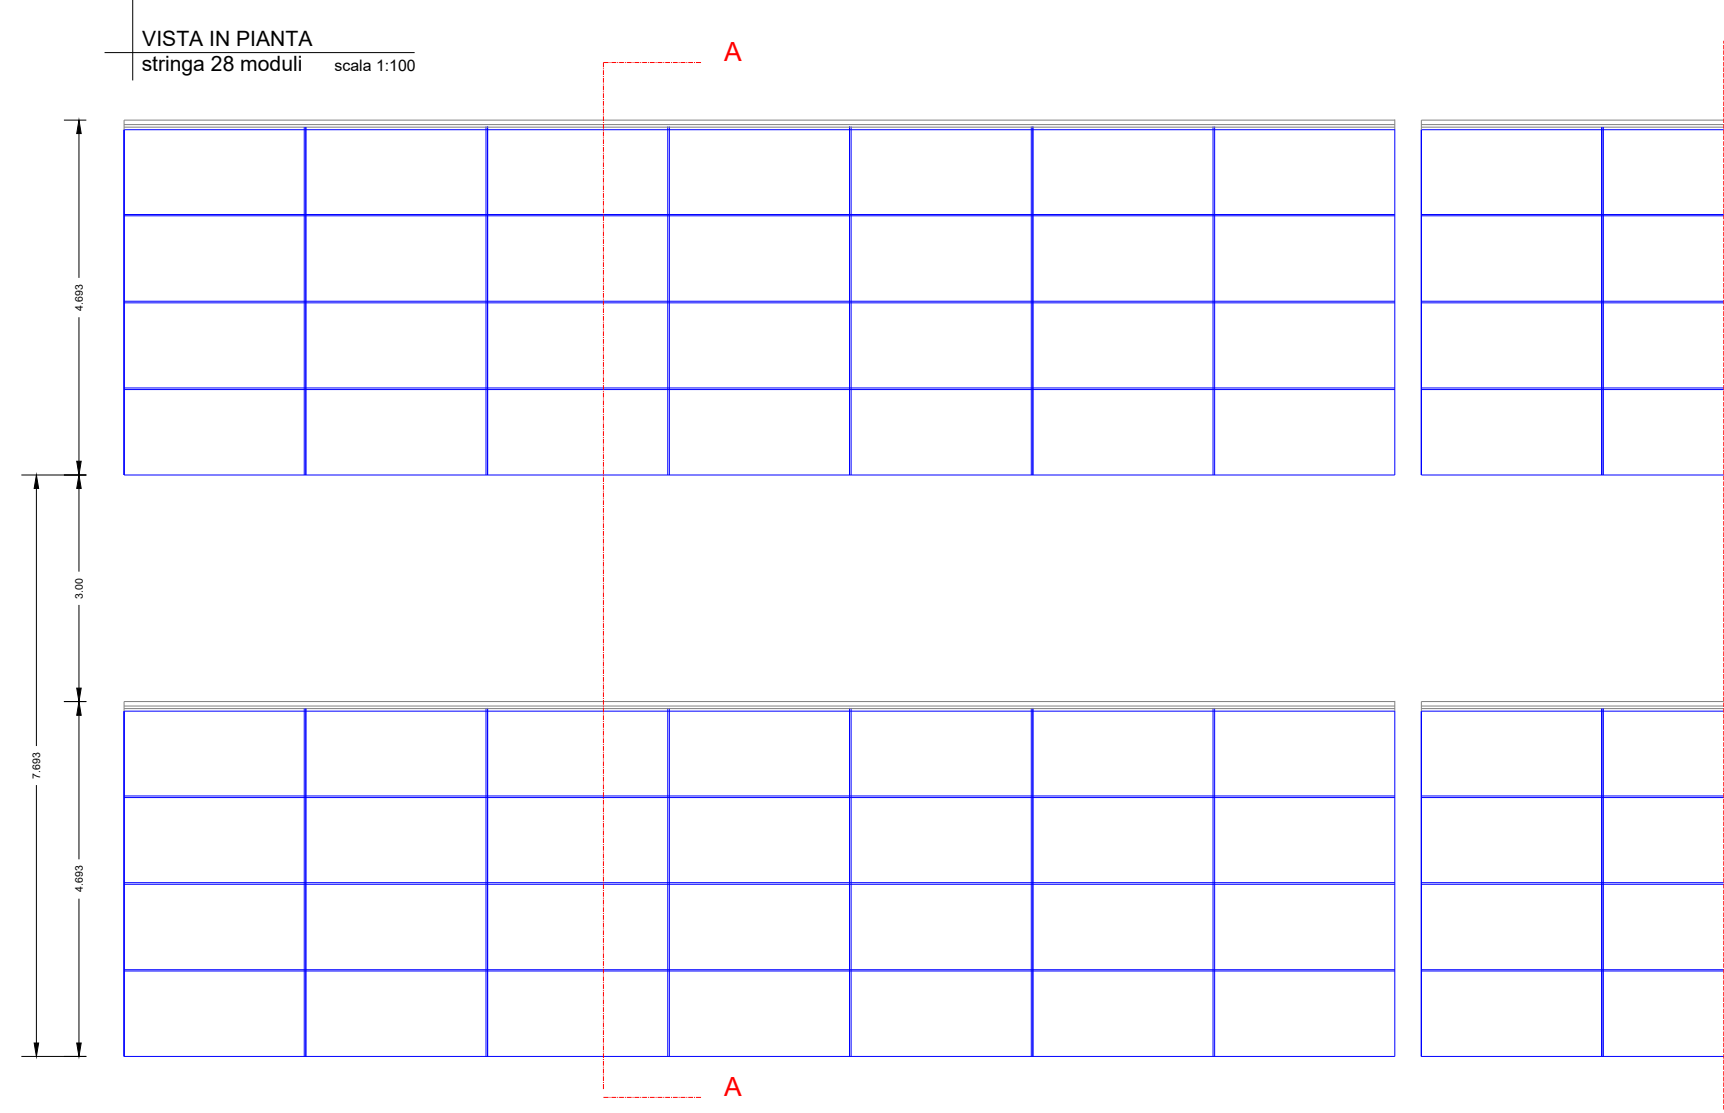 VISTA IN PIANTA
stringa 28 moduli scala 1:100
A
4.693
3.00
7.693
4.693
A